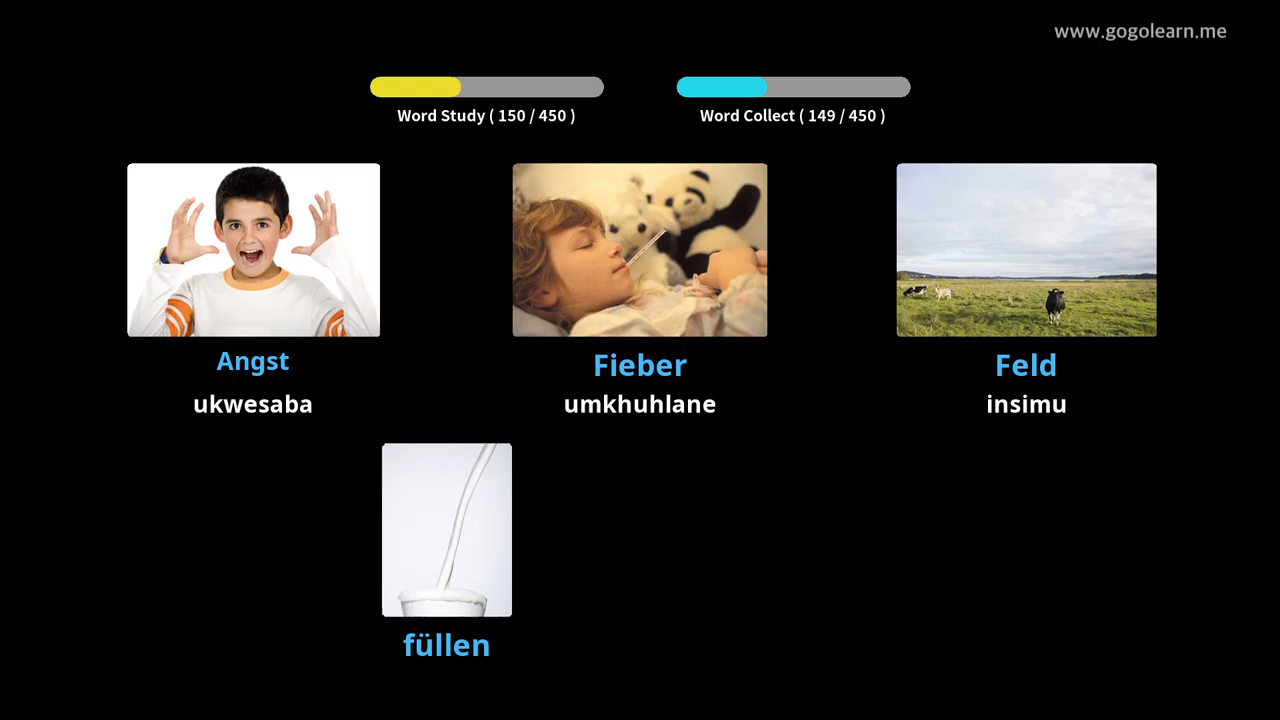 www.gogolearn.me
Word Study ( 150 / 450 )
Word Collect ( 149 / 450 )
Angst
ukwesaba
Fieber
umkhuhlane
Feld
insimu
füllen